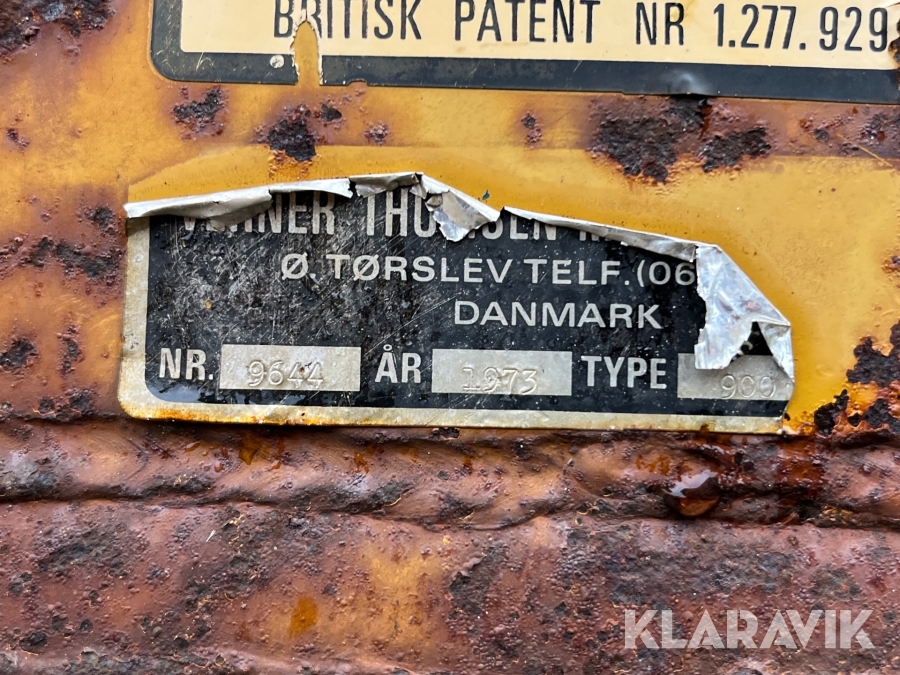 BRITISK PATENT NR 1.277.929
Ø. TØRSLEV TELF. (06
DANMARK
NR. 9644 ÅR 1973 TYPE 900
KLARAVIK